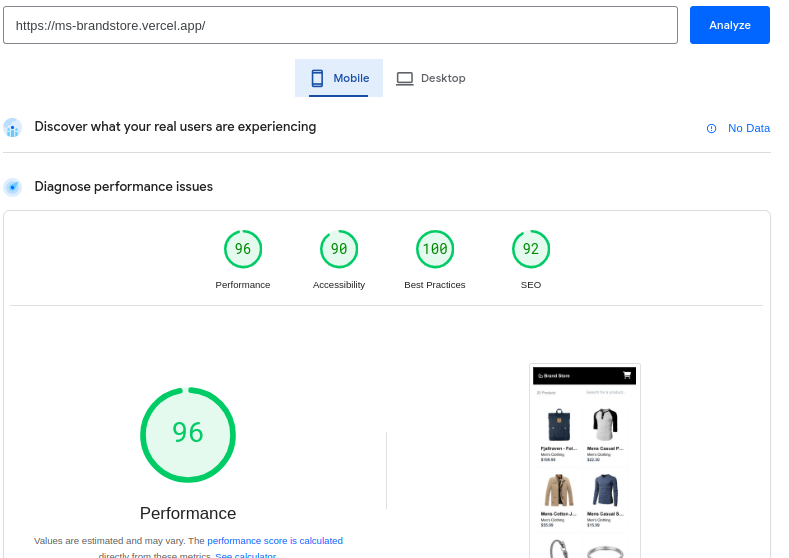 https://ms-brandstore.vercel.app/
Analyze
Mobile
Desktop
Discover what your real users are experiencing
No Data
Diagnose performance issues
96
90
100
92
Performance
Accessibility
Best Practices
SEO
96
Performance
Values are estimated and may vary. The performance score is calculated
directly from these metrics. See calculator.
Brand Store
20 Product
Search for a product...
Fjallraven - Fol...
Men's Clothing
$109.95
Mens Casual P...
Men's Clothing
$22.30
Mens Cotton J...
Men's Clothing
$55.99
Mens Casual S...
Men's Clothing
$15.99